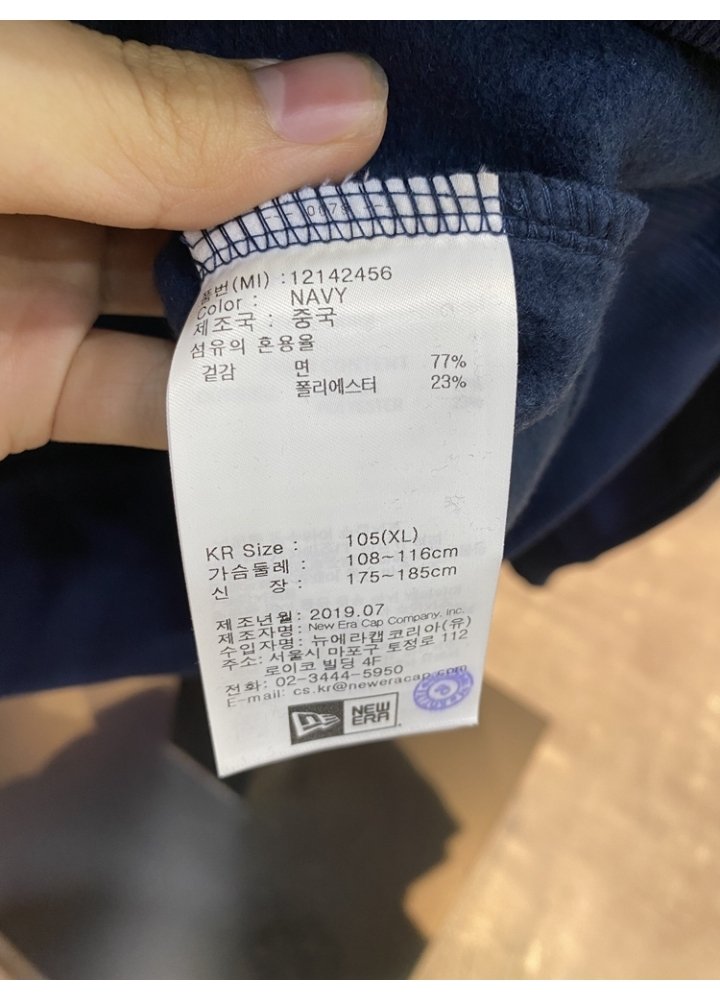 품번(MI) :12142456
Color : NAVY
제조국 : 중국
섬유의 혼용율
겉감 면 77%
폴리에스터 23%
KR Size : 105(XL)
가슴둘레 : 108~116cm
신 장 : 175~185cm
제조년월: 2019.07
제조자명: New Era Cap Company, Inc.
수입자명: 뉴에라캡코리아(유)
주소: 서울시 마포구 토정로 112
로이코 빌딩 4F
전화: 02-3444-5950
E-mail: cs.kr@neweracap.com
NEW
ERA